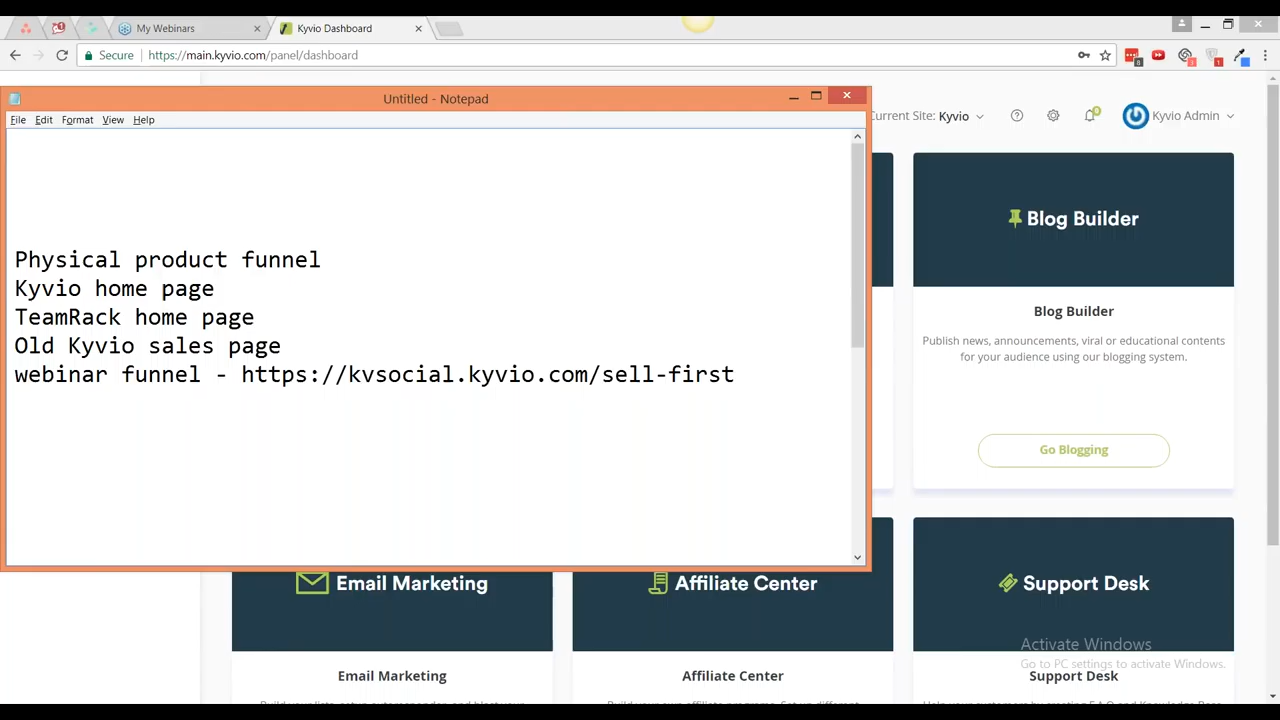 My Webinars
Kyvio Dashboard
Secure
https://main.kyvio.com/panel/dashboard
8
3
1
Untitled - Notepad
File Edit Format View Help
Current Site: Kyvio
0
Kyvio Admin
Physical product funnel
Kyvio home page
TeamRack home page
Old Kyvio sales page
webinar funnel - https://kvsocial.kyvio.com/sell-first
Blog Builder
Blog Builder
Publish news, announcements, viral or educational contents
for your audience using our blogging system.
Go Blogging
Email Marketing
Affiliate Center
Support Desk
Activate Windows
Go to PC settings to activate Windows.
Email Marketing
Affiliate Center
Support Desk